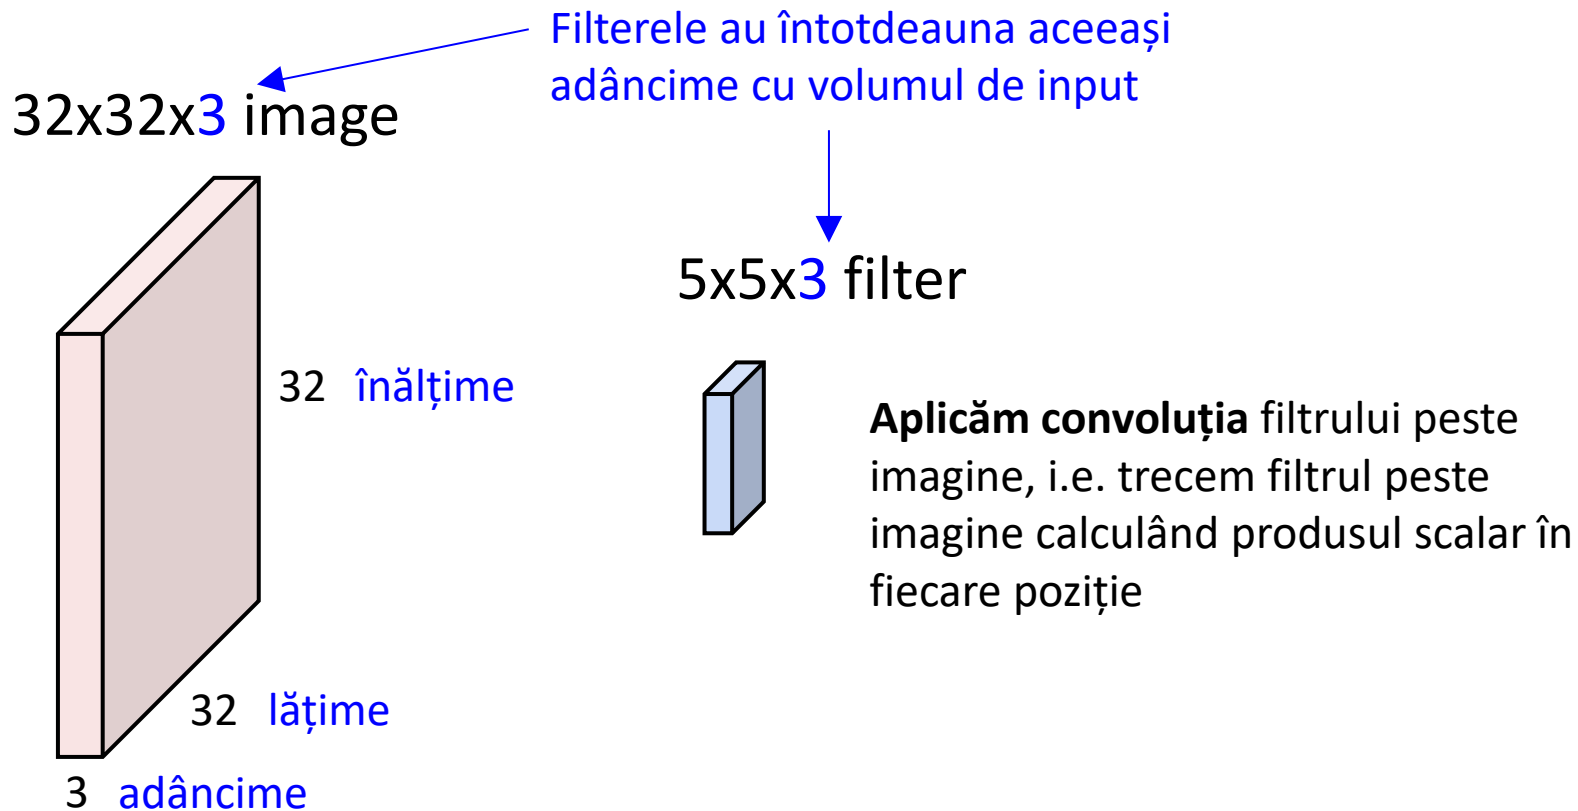 Filterele au întotdeauna aceeași
adâncime cu volumul de input
32x32x3 image
5x5x3 filter
32 înălțime
Aplicăm convoluția filtrului peste
imagine, i.e. trecem filtrul peste
imagine calculând produsul scalar în
fiecare poziție
32 lățime
3 adâncime